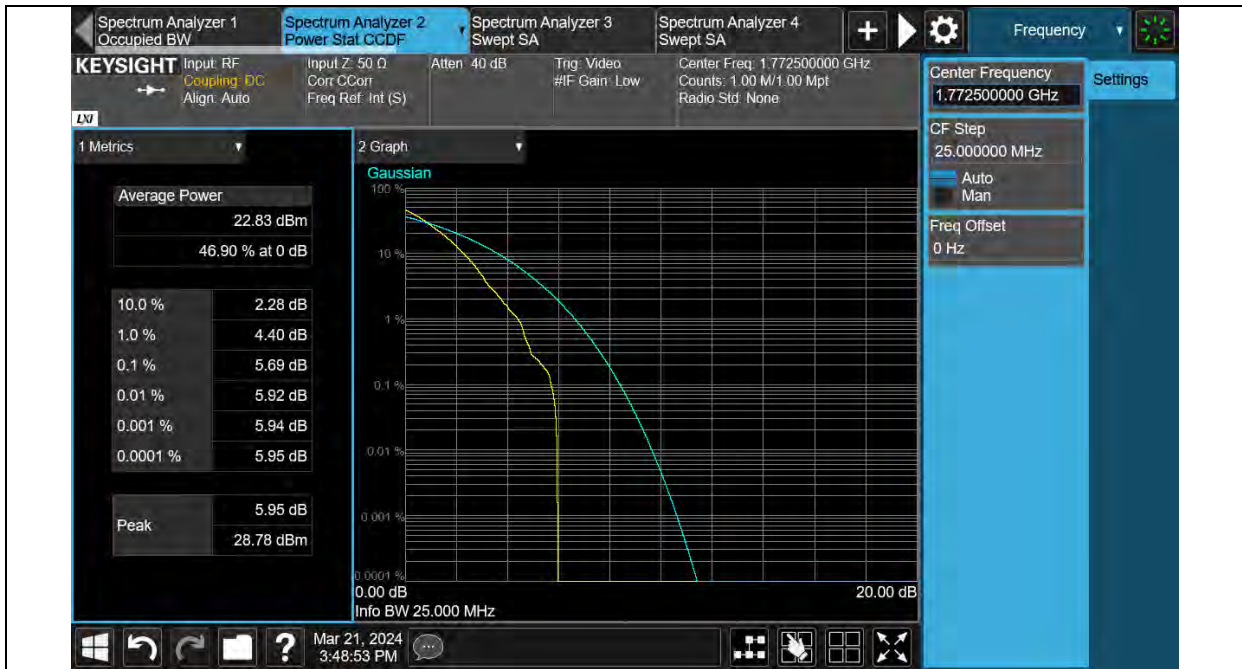 Spectrum Analyzer 1
Occupied BW
Spectrum Analyzer 2
Power Stat CCDF
Spectrum Analyzer 3
Swept SA
Spectrum Analyzer 4
Swept SA
+
Frequency
KEYSIGHT
LXI
Input: RF
Coupling: DC
Align: Auto
Input Z: 50 Ω
Corr CCorr
Freq Ref: Int (S)
Atten: 40 dB
Trig: Video
#IF Gain: Low
Center Freq: 1.772500000 GHz
Counts: 1.00 M/1.00 Mpt
Radio Std: None
Center Frequency
1.772500000 GHz
Settings
CF Step
25.000000 MHz
Auto
Man
Freq Offset
0 Hz
1 Metrics
Average Power
22.83 dBm
46.90 % at 0 dB
10.0 % 2.28 dB
1.0 % 4.40 dB
0.1 % 5.69 dB
0.01 % 5.92 dB
0.001 % 5.94 dB
0.0001 % 5.95 dB
Peak
5.95 dB
28.78 dBm
2 Graph
Gaussian
100 %
10 %
1 %
0.1 %
0.01 %
0.001 %
0.0001 %
0.00 dB 20.00 dB
Info BW 25.000 MHz
?
Mar 21, 2024
3:48:53 PM